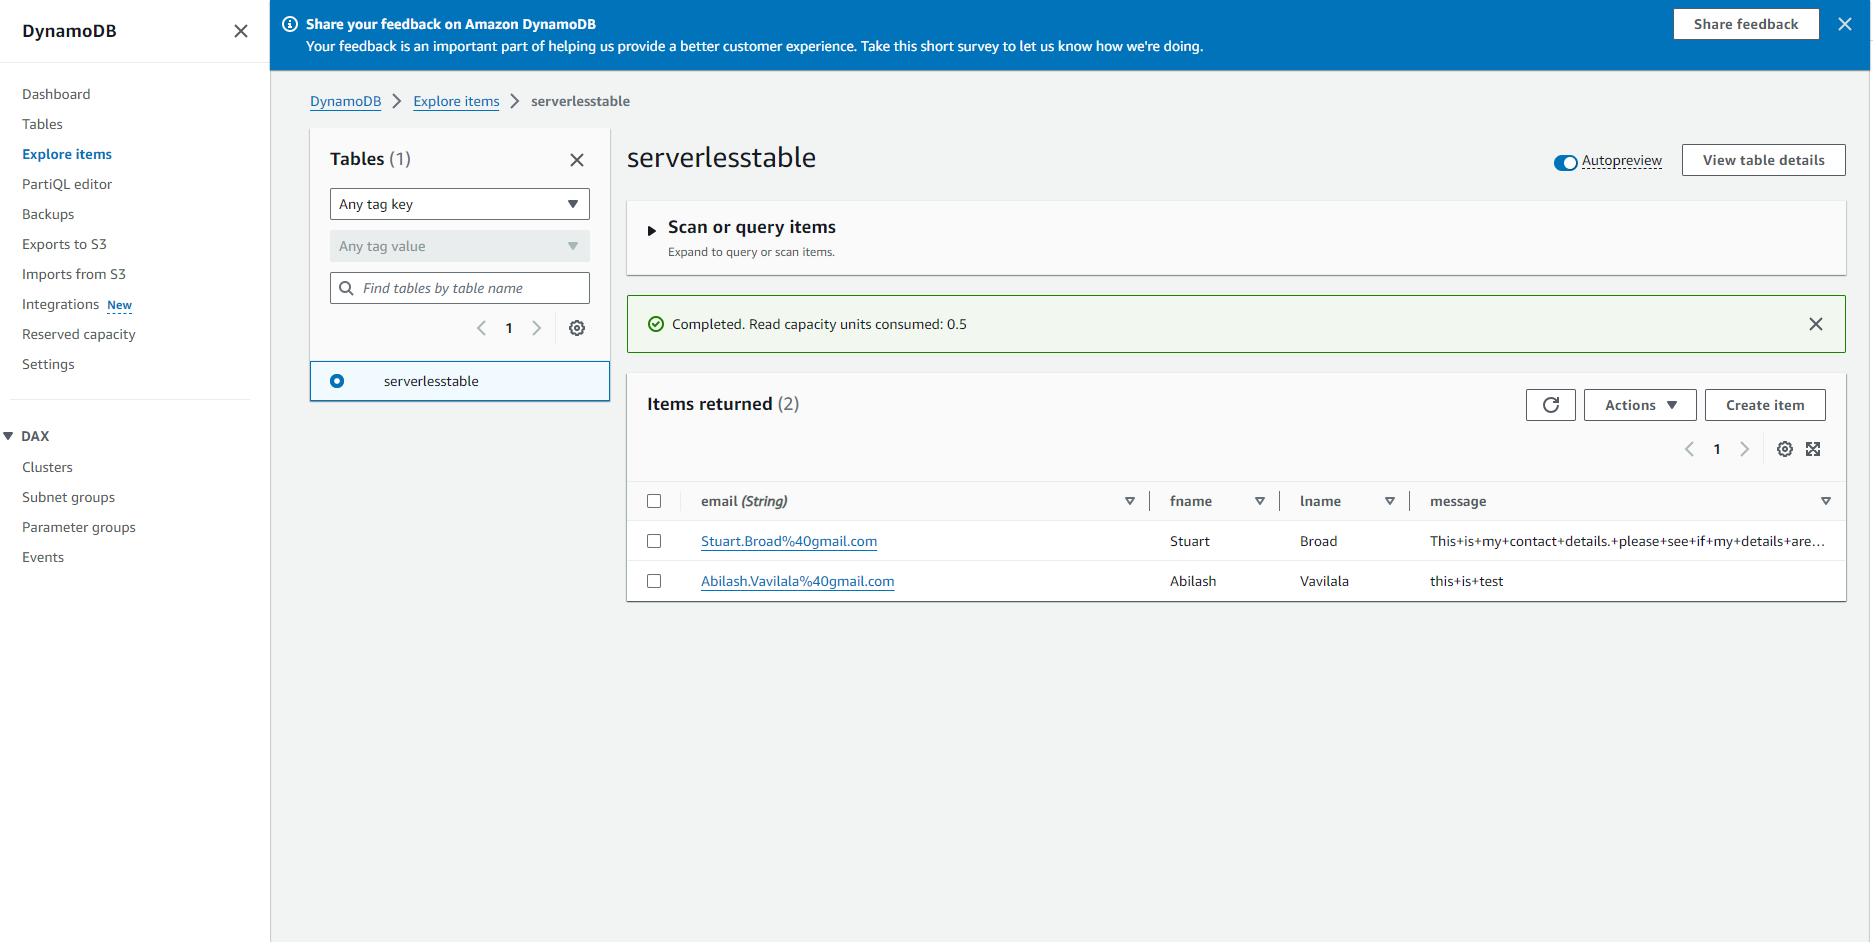 DynamoDB
Dashboard
Tables
Explore items
PartiQL editor
Backups
Exports to S3
Imports from S3
Integrations New
Reserved capacity
Settings
DAX
Clusters
Subnet groups
Parameter groups
Events
Share your feedback on Amazon DynamoDB
Your feedback is an important part of helping us provide a better customer experience. Take this short survey to let us know how we're doing.
Share feedback
DynamoDB > Explore items > serverlesstable
Tables (1)
Any tag key
Any tag value
Find tables by table name
1
serverlesstable
serverlesstable
Autopreview
View table details
Scan or query items
Expand to query or scan items.
Completed. Read capacity units consumed: 0.5
Items returned (2)
Actions
Create item
1
email (String) fname lname message
Stuart.Broad%40gmail.com Stuart Broad This+is+my+contact+details.+please+see+if+my+details+are...
Abilash.Vavilala%40gmail.com Abilash Vavilala this+is+test